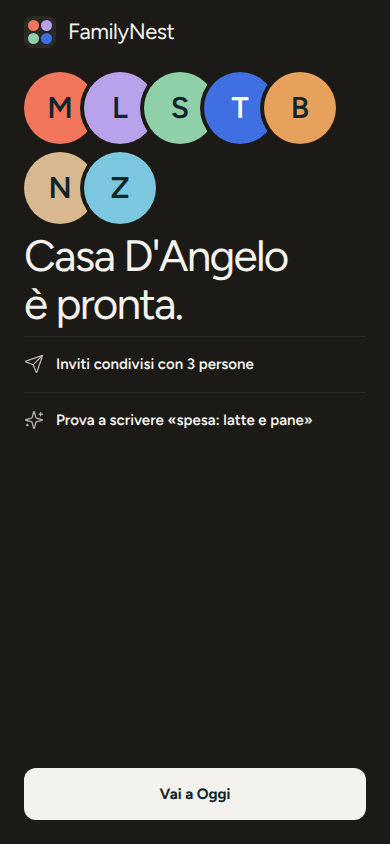 FamilyNest
M L S T B
N Z
Casa D'Angelo
è pronta.
Inviti condivisi con 3 persone
Prova a scrivere «spesa: latte e pane»
Vai a Oggi